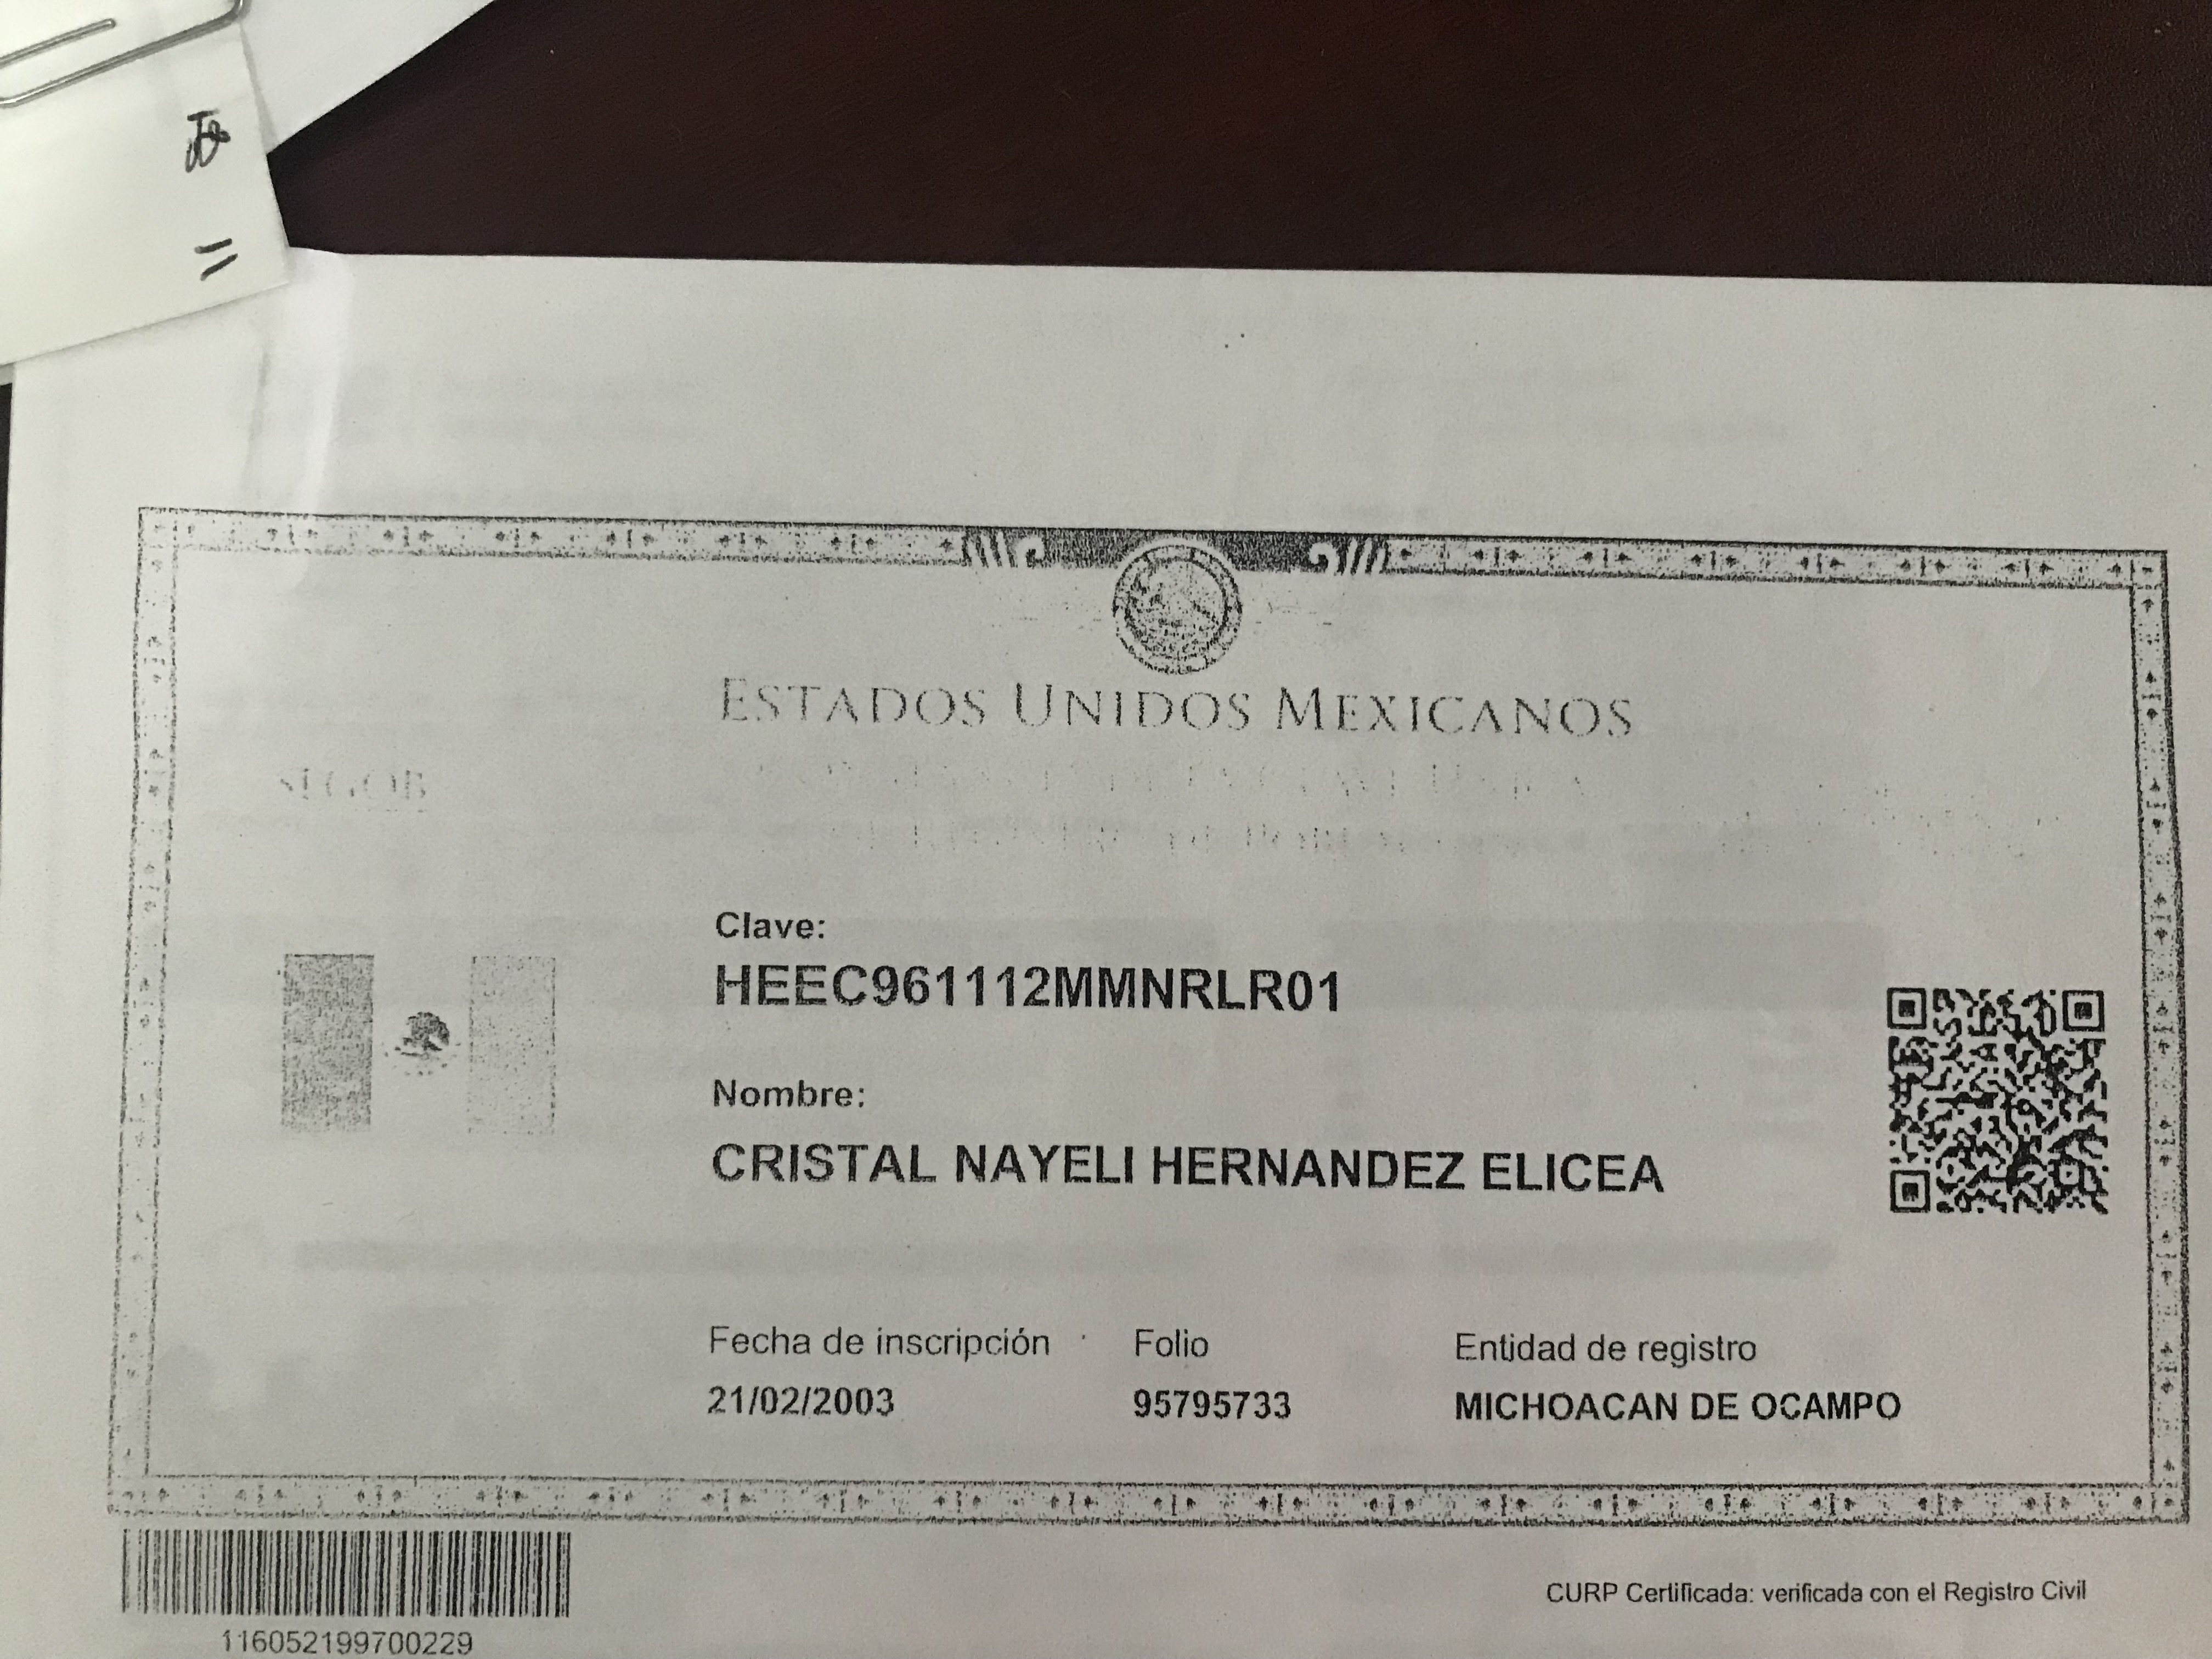 ESTADOS UNIDOS MEXICANOS
Clave:
HEEC961112MMNRLR01
Nombre:
CRISTAL NAYELI HERNANDEZ ELICEA
Fecha de inscripción
Folio
Entidad de registro
21/02/2003
95795733
MICHOACAN DE OCAMPO
116052199700229
CURP Certificada: verificada con el Registro Civil